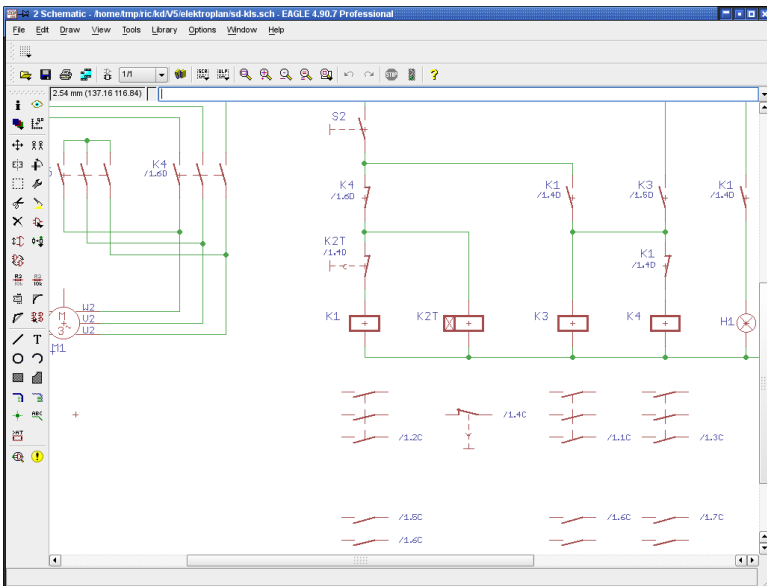 2 Schematic - /home/tmp/ric/kd/V5/elektroplan/sd-kls.sch - EAGLE 4.90.7 Professional
File Edit Draw View Tools Library Options Window Help
1/1
2.54 mm (137.16 116.84)
S2
K4
/1.6D
K4
/1.6D
K1
/1.4D
K3
/1.5D
K1
/1.4D
K2T
/1.4D
K1
/1.4D
K1
K2T
K3
K4
H1
W2
V2
U2
M
3~
M1
/1.4C
/1.2C
/1.1C
/1.3C
/1.5C
/1.6C
/1.7C
/1.6C